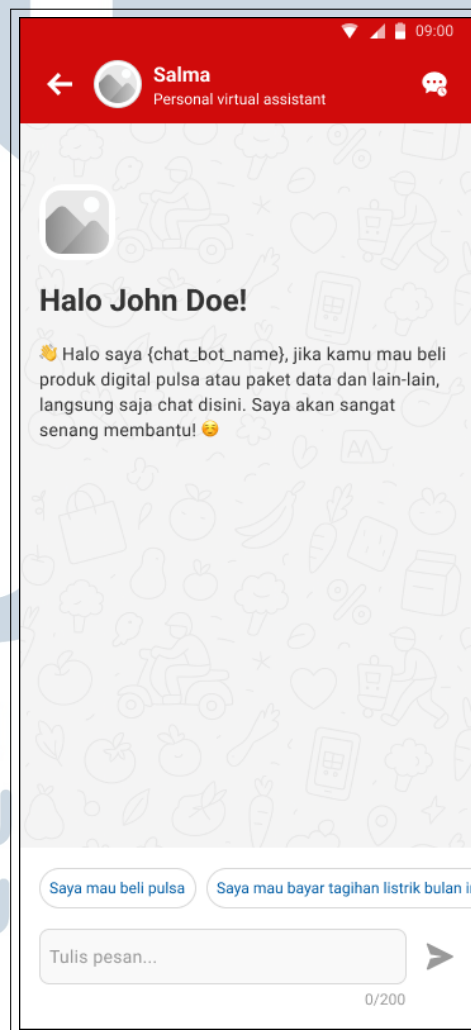 09:00
Salma
Personal virtual assistant
Halo John Doe!
👋 Halo saya {chat_bot_name}, jika kamu mau beli
produk digital pulsa atau paket data dan lain-lain,
langsung saja chat disini. Saya akan sangat
senang membantu! ☺️
Saya mau beli pulsa
Saya mau bayar tagihan listrik bulan
Tulis pesan...
0/200